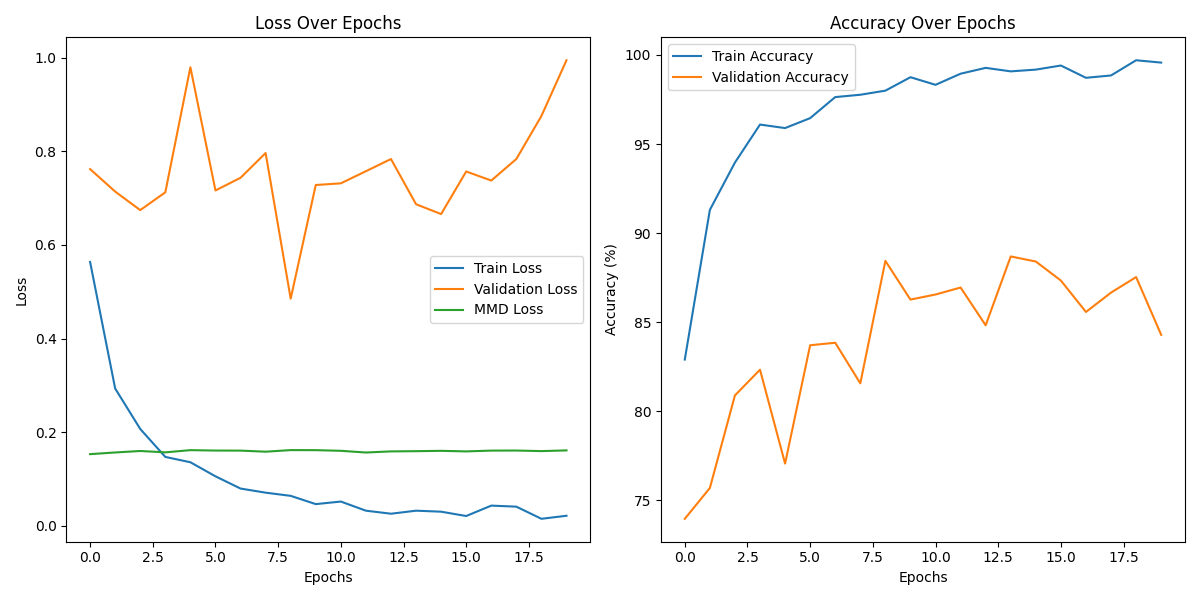 Loss Over Epochs
1.0
0.8
0.6
0.4
0.2
0.0
Loss
Train Loss
Validation Loss
MMD Loss
0.0 2.5 5.0 7.5 10.0 12.5 15.0 17.5
Epochs
Accuracy Over Epochs
Train Accuracy
Validation Accuracy
100
95
90
85
80
75
Accuracy (%)
0.0 2.5 5.0 7.5 10.0 12.5 15.0 17.5
Epochs